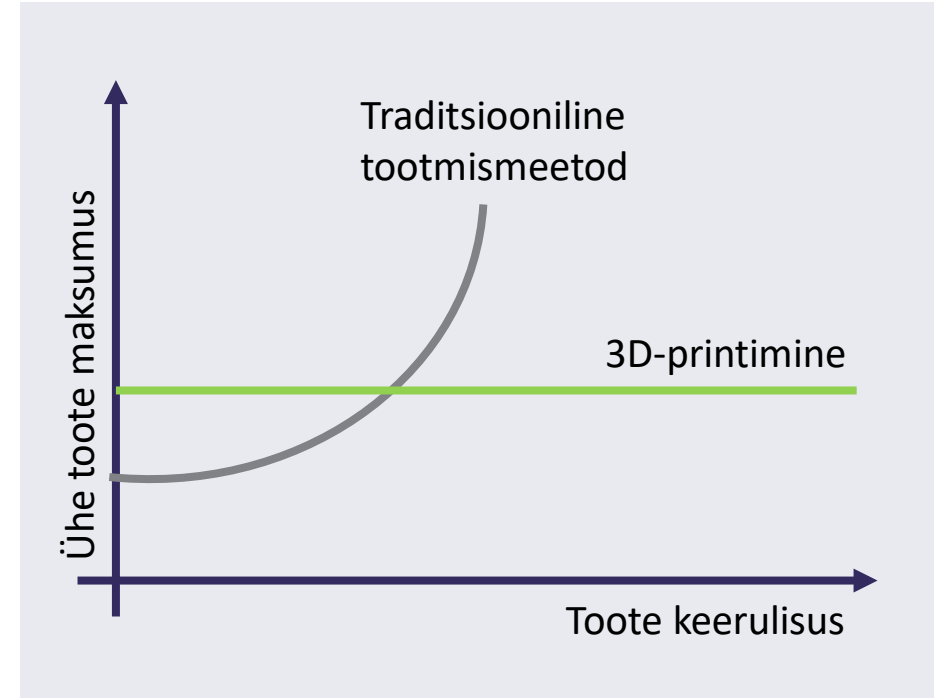 Traditsiooniline
tootmismeetod
Ühe toote maksumus
3D-printimine
Toote keerulisus